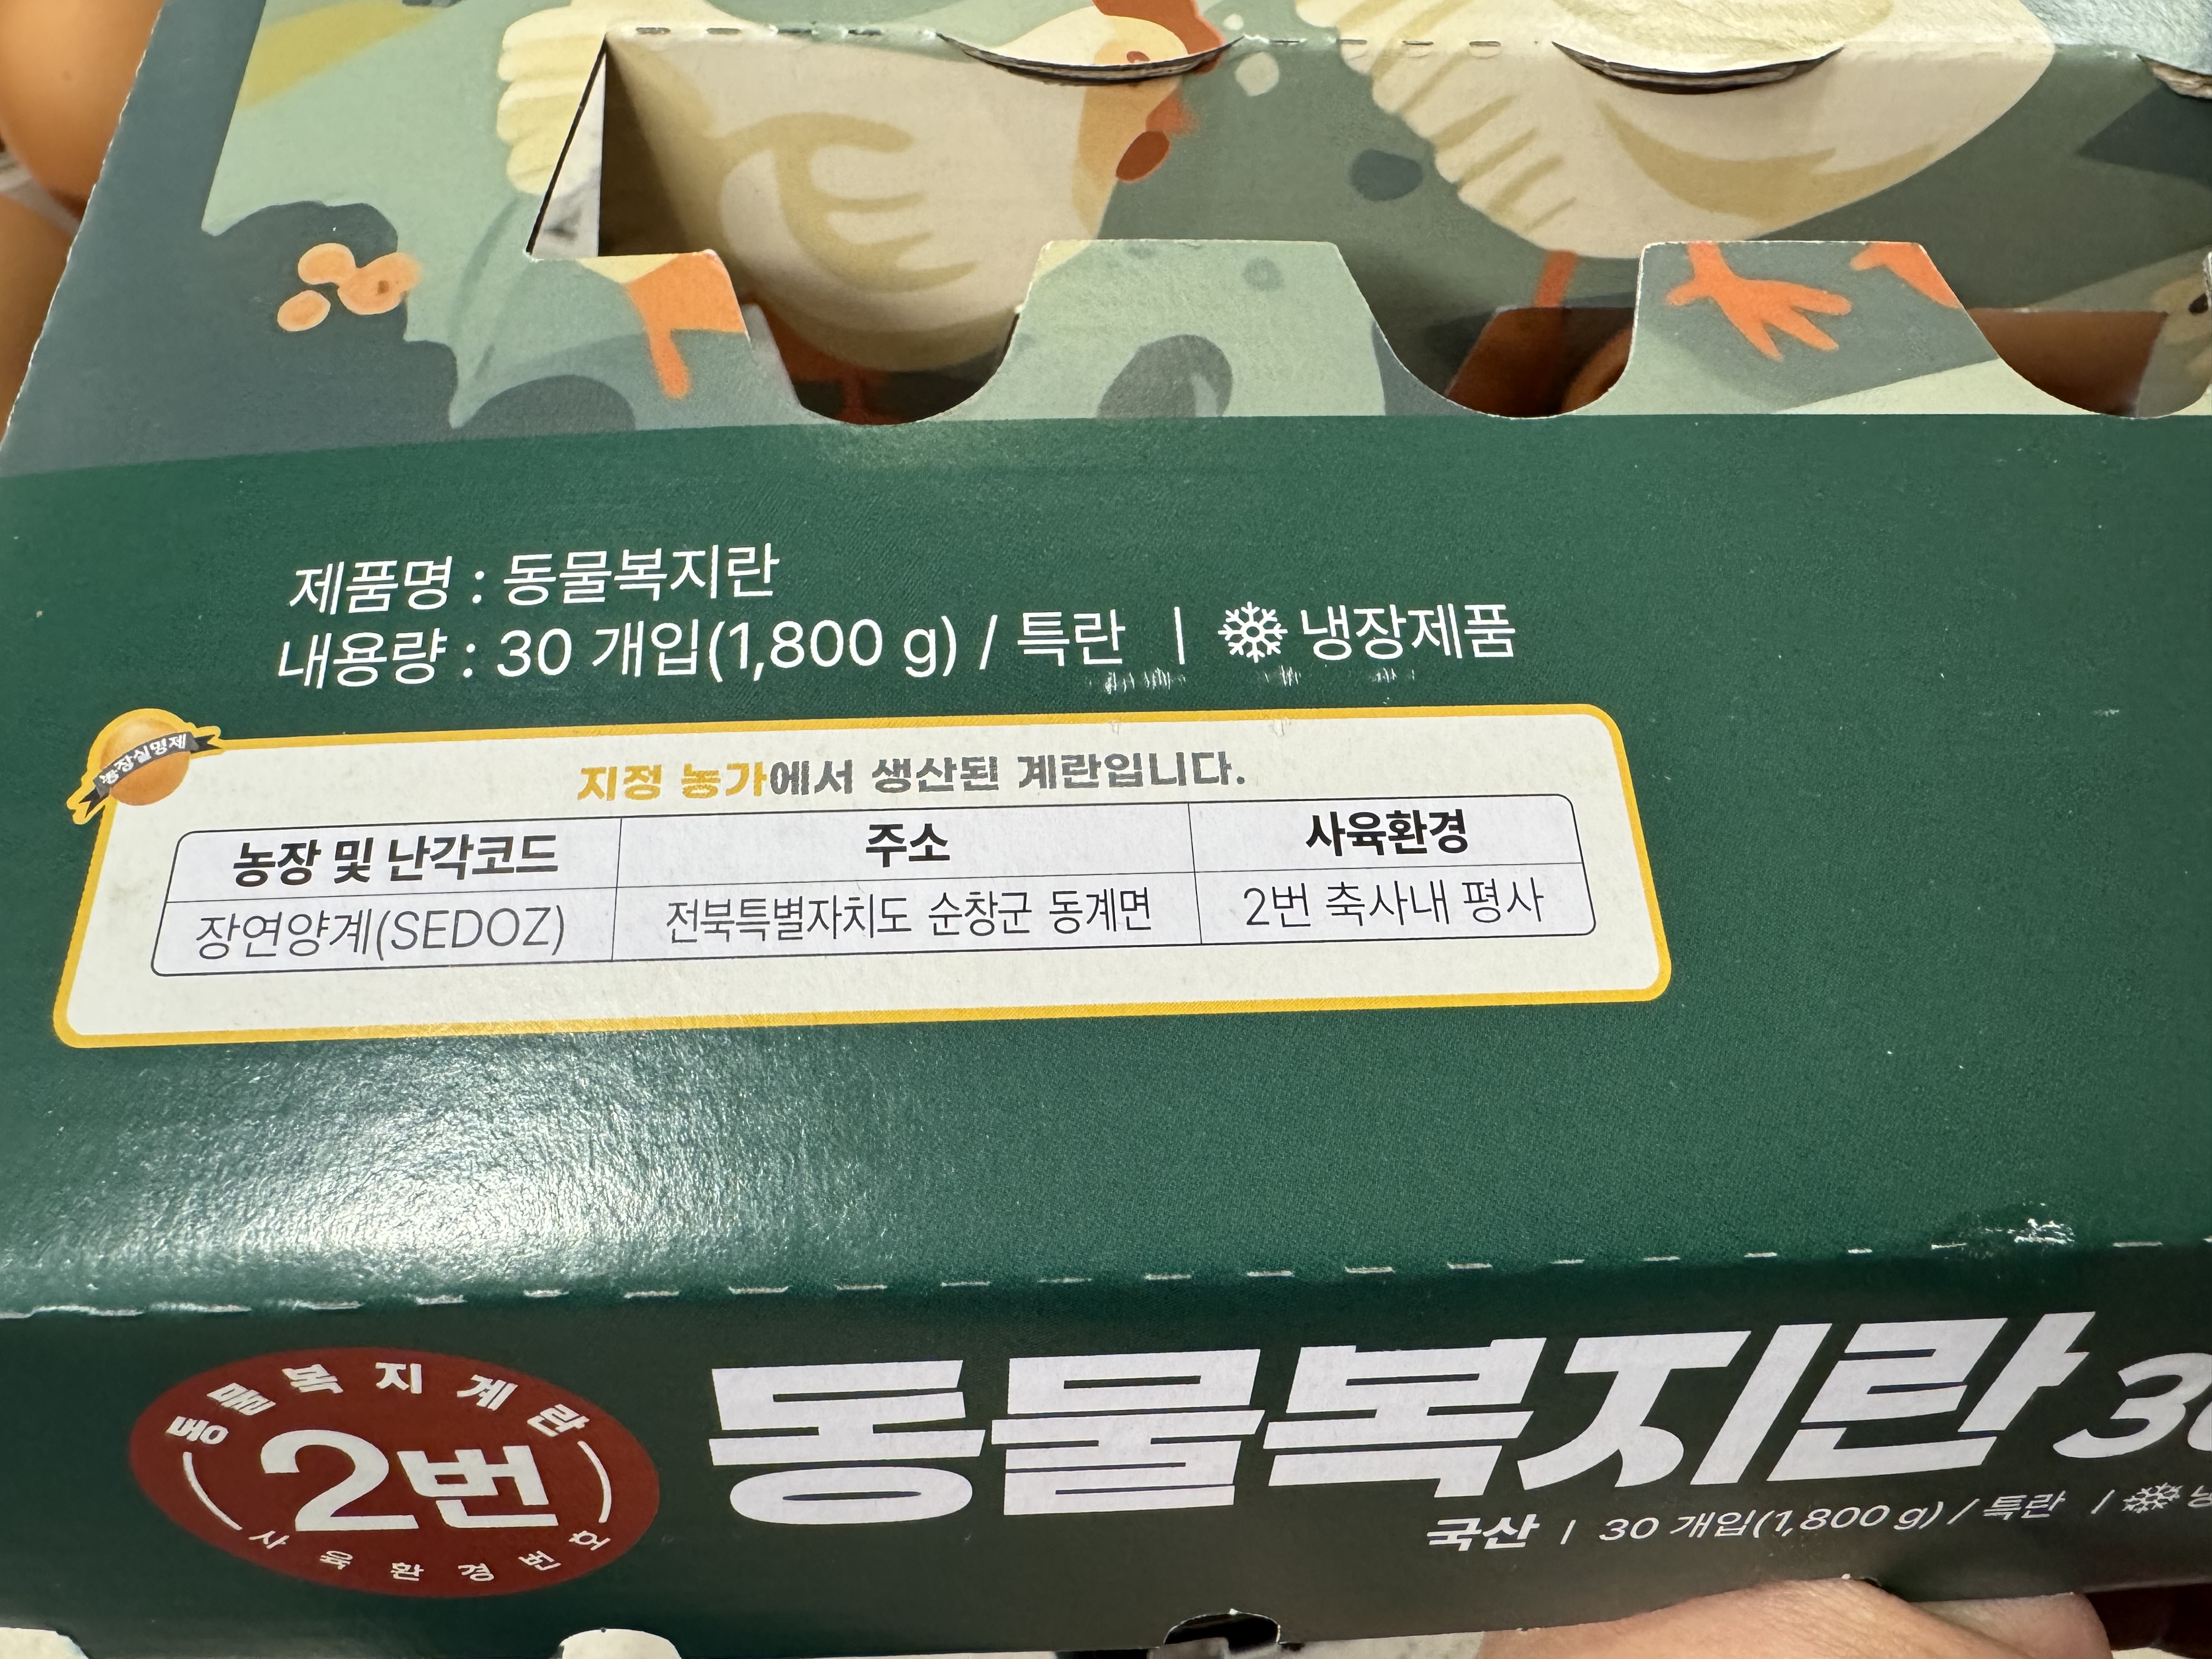 제품명 : 동물복지란
내용량 : 30 개입(1,800 g) / 특란 | 냉장제품
농장실명제
지정 농가에서 생산된 계란입니다.
농장 및 난각코드 주소 사육환경
장연양계(SEDOZ) 전북특별자치도 순창군 동계면 2번 축사내 평사
동물복지계란
2번
사육환경번호
동물복지란
국산 | 30 개입(1,800 g) / 특란 |